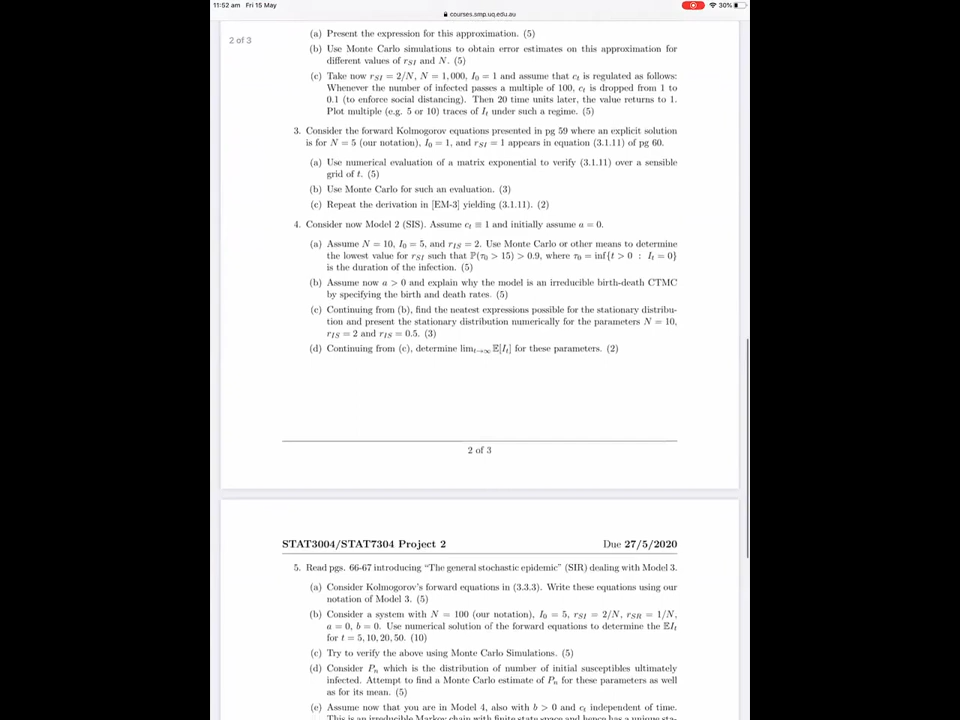 11:52 am Fri 15 May
30%
courses.smp.uq.edu.au
2 of 3
(a) Present the expression for this approximation. (5)
(b) Use Monte Carlo simulations to obtain error estimates on this approximation for
different values of r_SI and N. (5)
(c) Take now r_SI = 2/N, N = 1,000, I_0 = 1 and assume that c_t is regulated as follows:
Whenever the number of infected passes a multiple of 100, c_t is dropped from 1 to
0.1 (to enforce social distancing). Then 20 time units later, the value returns to 1.
Plot multiple (e.g. 5 or 10) traces of I_t under such a regime. (5)
3. Consider the forward Kolmogorov equations presented in pg 59 where an explicit solution
is for N = 5 (our notation), I_0 = 1, and r_SI = 1 appears in equation (3.1.11) of pg 60.
(a) Use numerical evaluation of a matrix exponential to verify (3.1.11) over a sensible
grid of t. (5)
(b) Use Monte Carlo for such an evaluation. (3)
(c) Repeat the derivation in [EM-3] yielding (3.1.11). (2)
4. Consider now Model 2 (SIS). Assume c_t ≡ 1 and initially assume a = 0.
(a) Assume N = 10, I_0 = 5, and r_IS = 2. Use Monte Carlo or other means to determine
the lowest value for r_SI such that ℙ(τ_0 > 15) > 0.9, where τ_0 = inf{t > 0 : I_t = 0}
is the duration of the infection. (5)
(b) Assume now a > 0 and explain why the model is an irreducible birth-death CTMC
by specifying the birth and death rates. (5)
(c) Continuing from (b), find the neatest expressions possible for the stationary distribu-
tion and present the stationary distribution numerically for the parameters N = 10,
r_IS = 2 and r_IS = 0.5. (3)
(d) Continuing from (c), determine lim_t→∞ 𝔼[I_t] for these parameters. (2)
2 of 3
STAT3004/STAT7304 Project 2 Due 27/5/2020
5. Read pgs. 66-67 introducing "The general stochastic epidemic" (SIR) dealing with Model 3.
(a) Consider Kolmogorov's forward equations in (3.3.3). Write these equations using our
notation of Model 3. (5)
(b) Consider a system with N = 100 (our notation), I_0 = 5, r_SI = 2/N, r_SR = 1/N,
a = 0, b = 0. Use numerical solution of the forward equations to determine the 𝔼I_t
for t = 5, 10, 20, 50. (10)
(c) Try to verify the above using Monte Carlo Simulations. (5)
(d) Consider P_n which is the distribution of number of initial susceptibles ultimately
infected. Attempt to find a Monte Carlo estimate of P_n for these parameters as well
as for its mean. (5)
(e) Assume now that you are in Model 4, also with b > 0 and c_t independent of time.
This is an irreducible Markov chain with finite state space and hence has a unique sta-